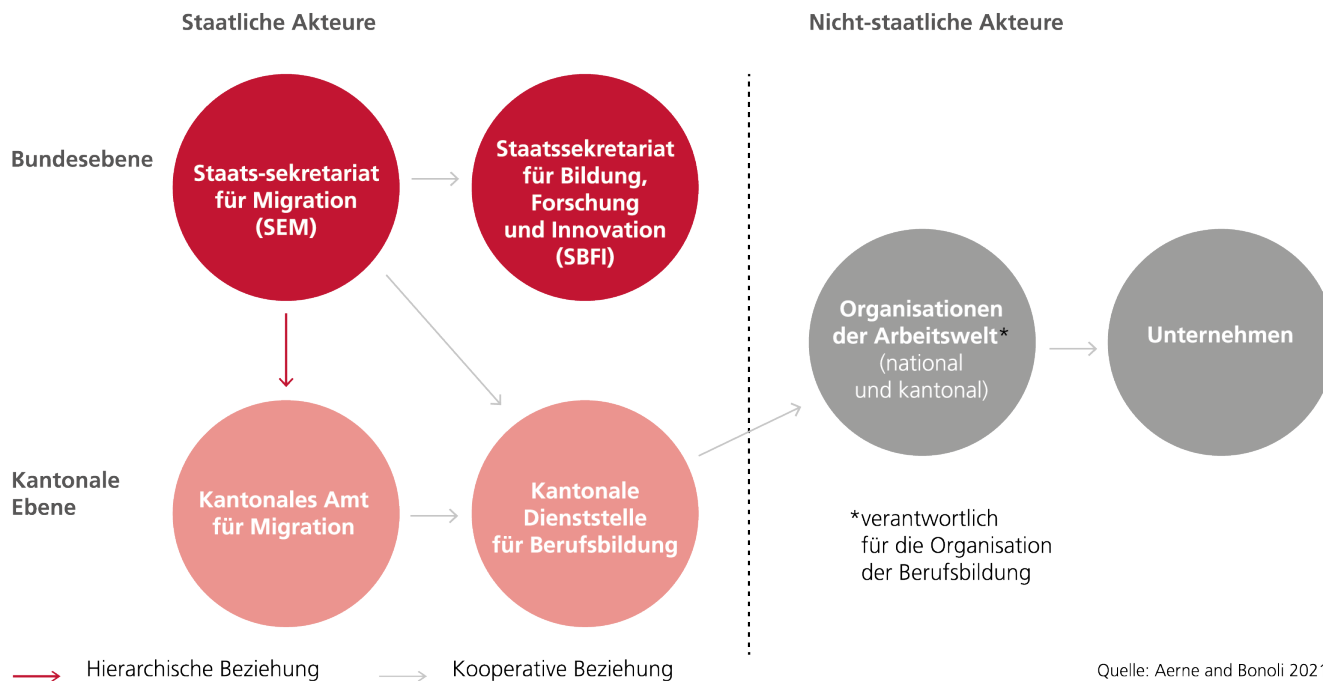 Staatliche Akteure
Nicht-staatliche Akteure
Bundesebene
Staats-sekretariat
für Migration
(SEM)
Staatssekretariat
für Bildung,
Forschung
und Innovation
(SBFI)
Organisationen
der Arbeitswelt*
(national
und kantonal)
Unternehmen
Kantonale
Ebene
Kantonales Amt
für Migration
Kantonale
Dienststelle
für Berufsbildung
*verantwortlich
für die Organisation
der Berufsbildung
Hierarchische Beziehung
Kooperative Beziehung
Quelle: Aerne and Bonoli 2021